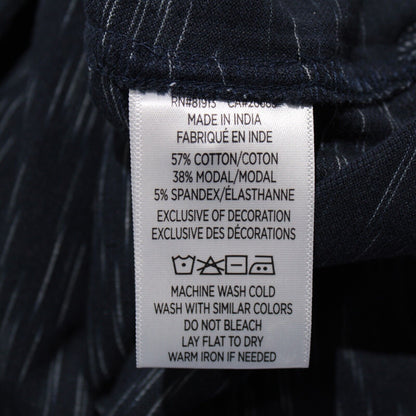 RN#81913
MADE IN INDIA
FABRIQUÉ EN INDE
57% COTTON/COTON
38% MODAL/MODAL
5% SPANDEX/ÉLASTHANNE
EXCLUSIVE OF DECORATION
EXCLUSIVES DES DÉCORATIONS
MACHINE WASH COLD
WASH WITH SIMILAR COLORS
DO NOT BLEACH
LAY FLAT TO DRY
WARM IRON IF NEEDED